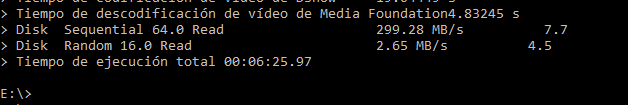 > Tiempo de codificación de vídeo de DShow 19.04449 s
> Tiempo de descodificación de vídeo de Media Foundation4.83245 s
> Disk Sequential 64.0 Read 299.28 MB/s 7.7
> Disk Random 16.0 Read 2.65 MB/s 4.5
> Tiempo de ejecución total 00:06:25.97
E:\>